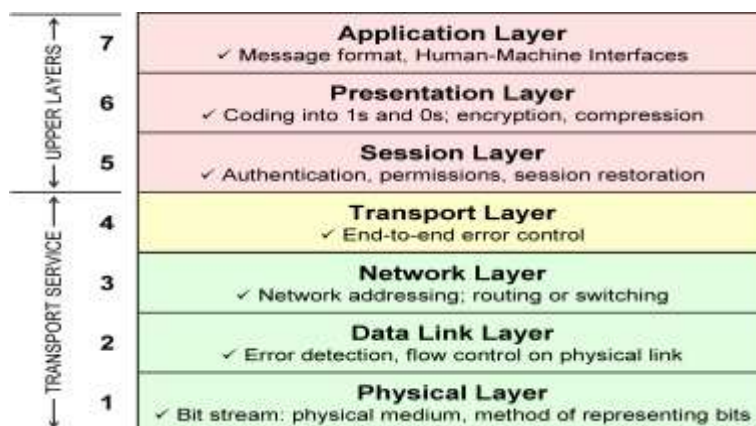 UPPER LAYERS
7
Application Layer
✓ Message format, Human-Machine Interfaces
6
Presentation Layer
✓ Coding into 1s and 0s; encryption, compression
5
Session Layer
✓ Authentication, permissions, session restoration
TRANSPORT SERVICE
4
Transport Layer
✓ End-to-end error control
3
Network Layer
✓ Network addressing; routing or switching
2
Data Link Layer
✓ Error detection, flow control on physical link
1
Physical Layer
✓ Bit stream: physical medium, method of representing bits